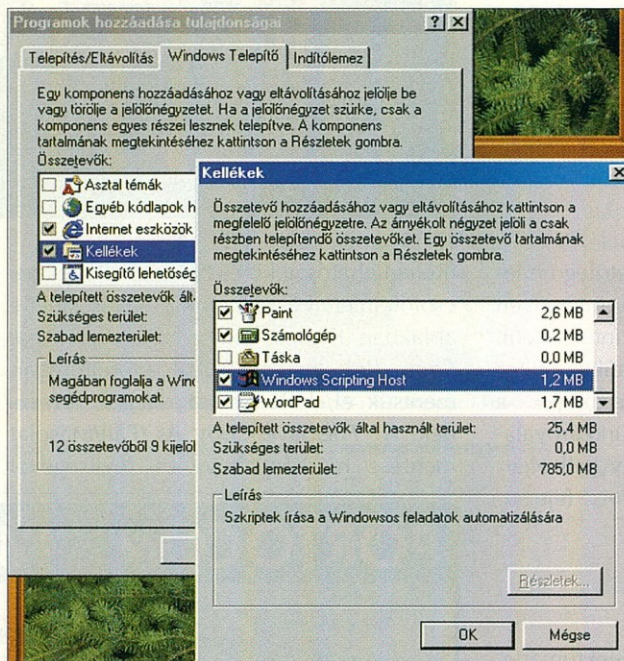 Programok hozzáadása tulajdonságai
Telepítés/Eltávolítás Windows Telepítő Indítólemez
Egy komponens hozzáadásához vagy eltávolításához jelölje be
vagy törölje a jelölőnégyzetet. Ha a jelölőnégyzet szürke, csak a
komponens egyes részei lesznek telepítve. A komponens
tartalmának megtekintéséhez kattintson a Részletek gombra.
Összetevők:
Asztal témák
Egyéb kódlapok h
Internet eszközök
Kellékek
Kisegítő lehetőség
A telepített összetevők ált
Szükséges terület:
Szabad lemezterület:
Leírás
Magában foglalja a Wind
segédprogramokat.
12 összetevőből 9 kijelöl
Kellékek
Összetevő hozzáadásához vagy eltávolításához kattintson a
megfelelő jelölőnégyzetre. Az árnyékolt négyzet jelöli a csak
részben telepítendő összetevőket. Egy összetevő tartalmának
megtekintéséhez kattintson a Részletek gombra.
Összetevők:
Paint 2,6 MB
Számológép 0,2 MB
Táska 0,0 MB
Windows Scripting Host 1,2 MB
WordPad 1,7 MB
A telepített összetevők által használt terület: 25,4 MB
Szükséges terület: 0,0 MB
Szabad lemezterület: 785,0 MB
Leírás
Szkriptek írása a Windowsos feladatok automatizálására
Részletek...
OK Mégse